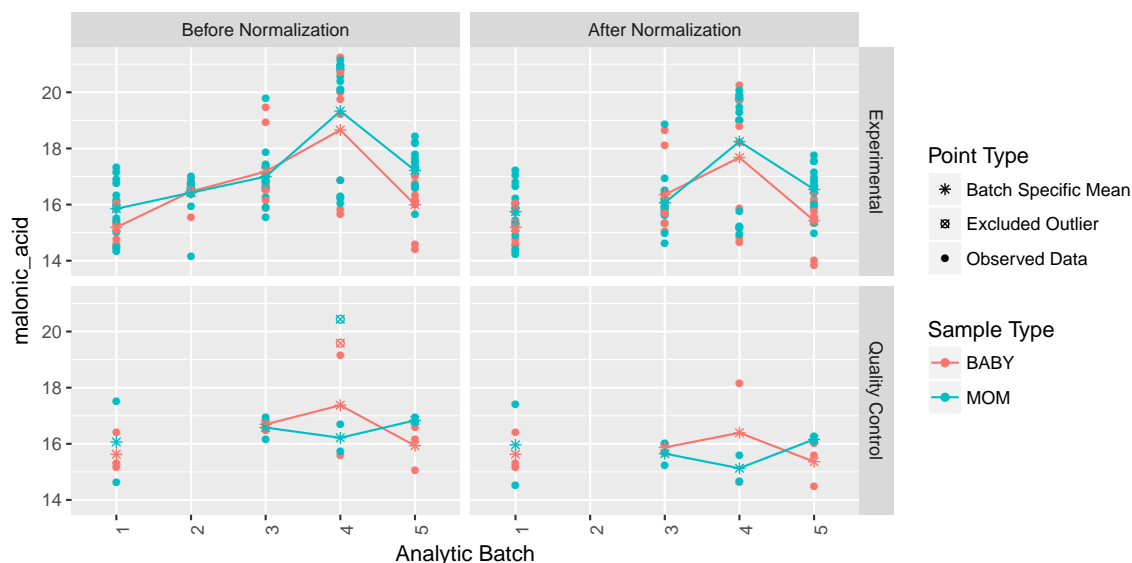 Before Normalization
After Normalization
20
18
16
14
Experimental
20
18
16
14
Quality Control
malonic_acid
1
2
3
4
5
1
2
3
4
5
Analytic Batch
Point Type
Batch Specific Mean
Excluded Outlier
Observed Data
Sample Type
BABY
MOM